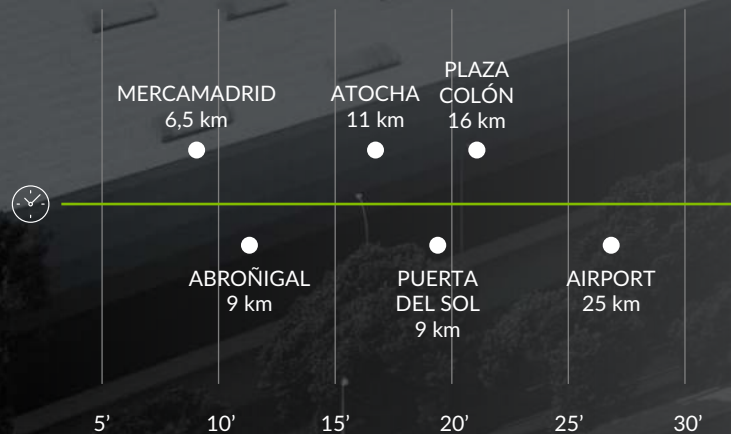 PLAZA
MERCAMADRID ATOCHA COLÓN
6,5 km 11 km 16 km
ABROÑIGAL PUERTA AIRPORT
9 km DEL SOL 25 km
9 km
5’ 10’ 15’ 20’ 25’ 30’